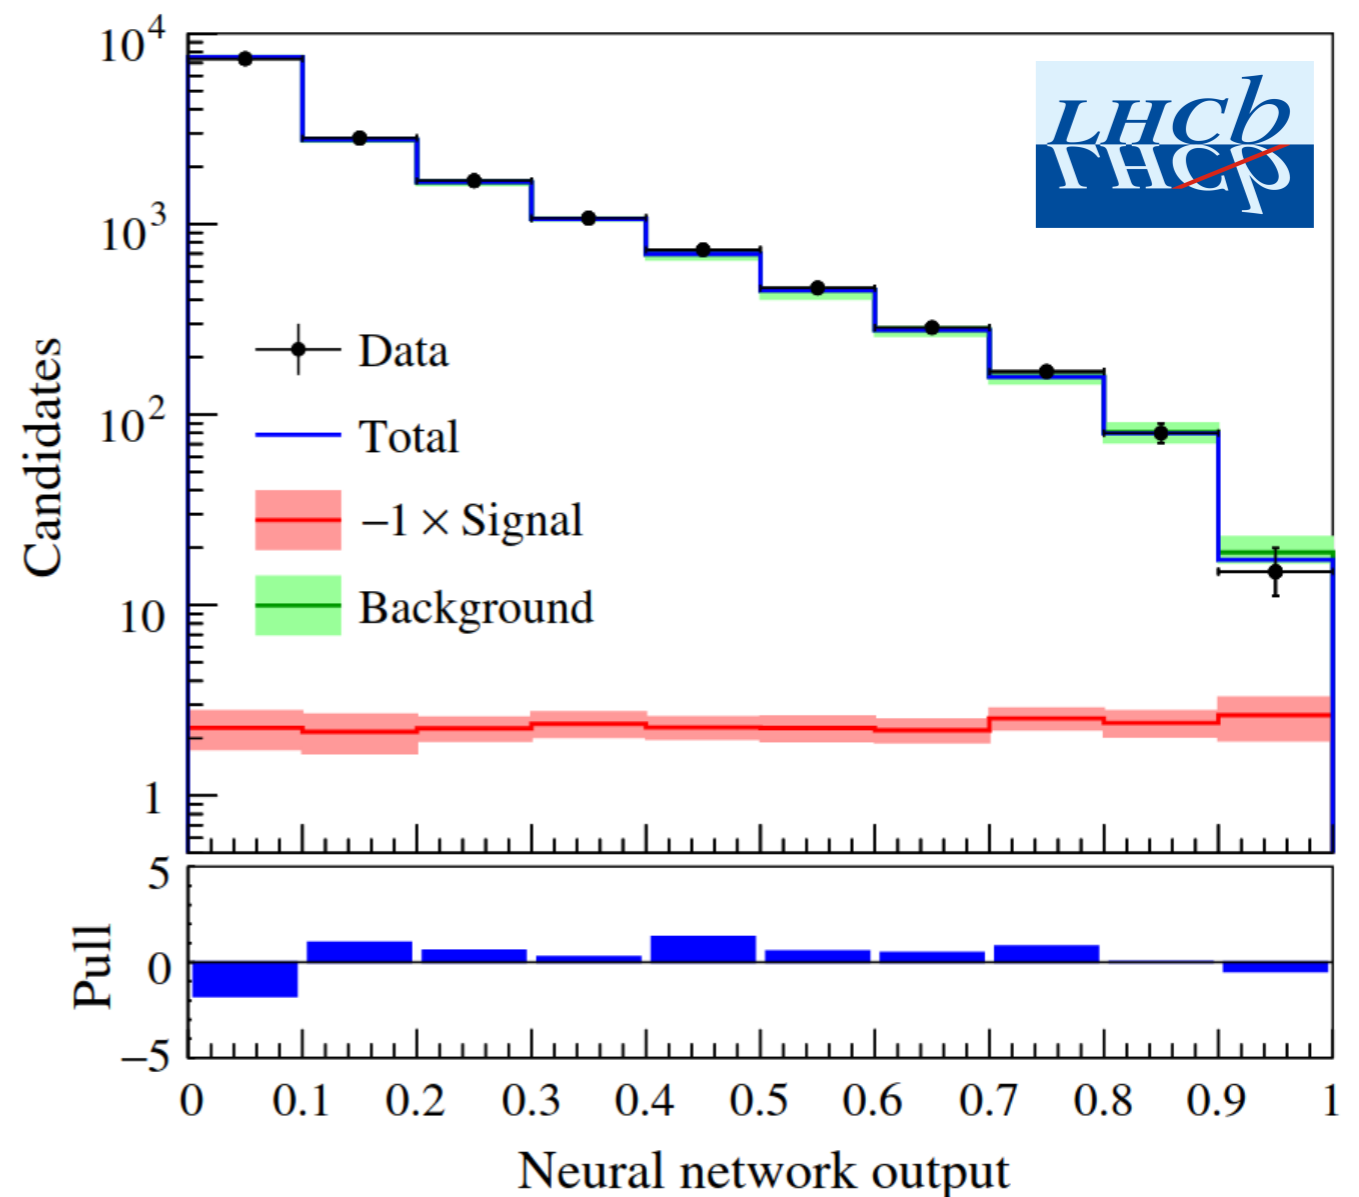 10^4
10^3
10^2
10
1
Candidates
LHCb
LHCb
Data
Total
−1 × Signal
Background
5
0
−5
Pull
0 0.1 0.2 0.3 0.4 0.5 0.6 0.7 0.8 0.9 1
Neural network output